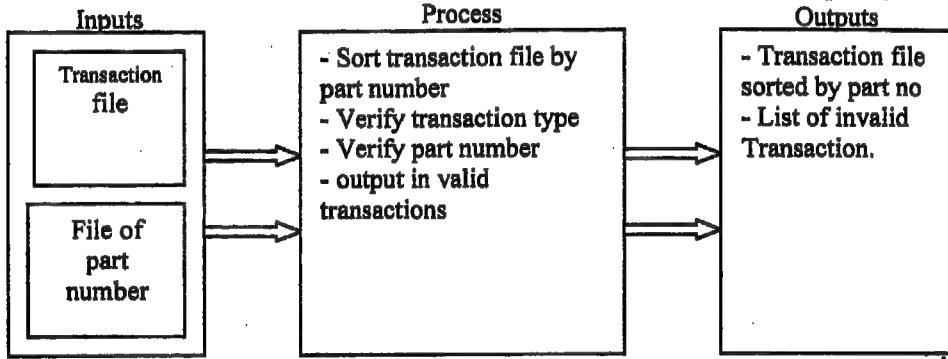 Inputs
Transaction
file
File of
part
number
Process
- Sort transaction file by
part number
- Verify transaction type
- Verify part number
- output in valid
transactions
Outputs
- Transaction file
sorted by part no
- List of invalid
Transaction.